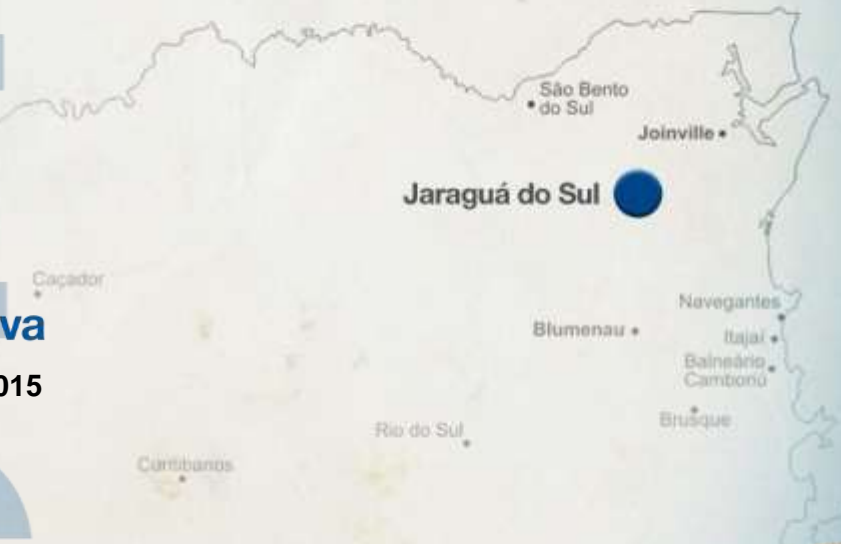 São Bento
do Sul
Joinville
Jaraguá do Sul
Caçador
Navegantes
va
Blumenau
Itajaí
Balneário
Camboriú
015
Brusque
Rio do Sul
Curitibanos